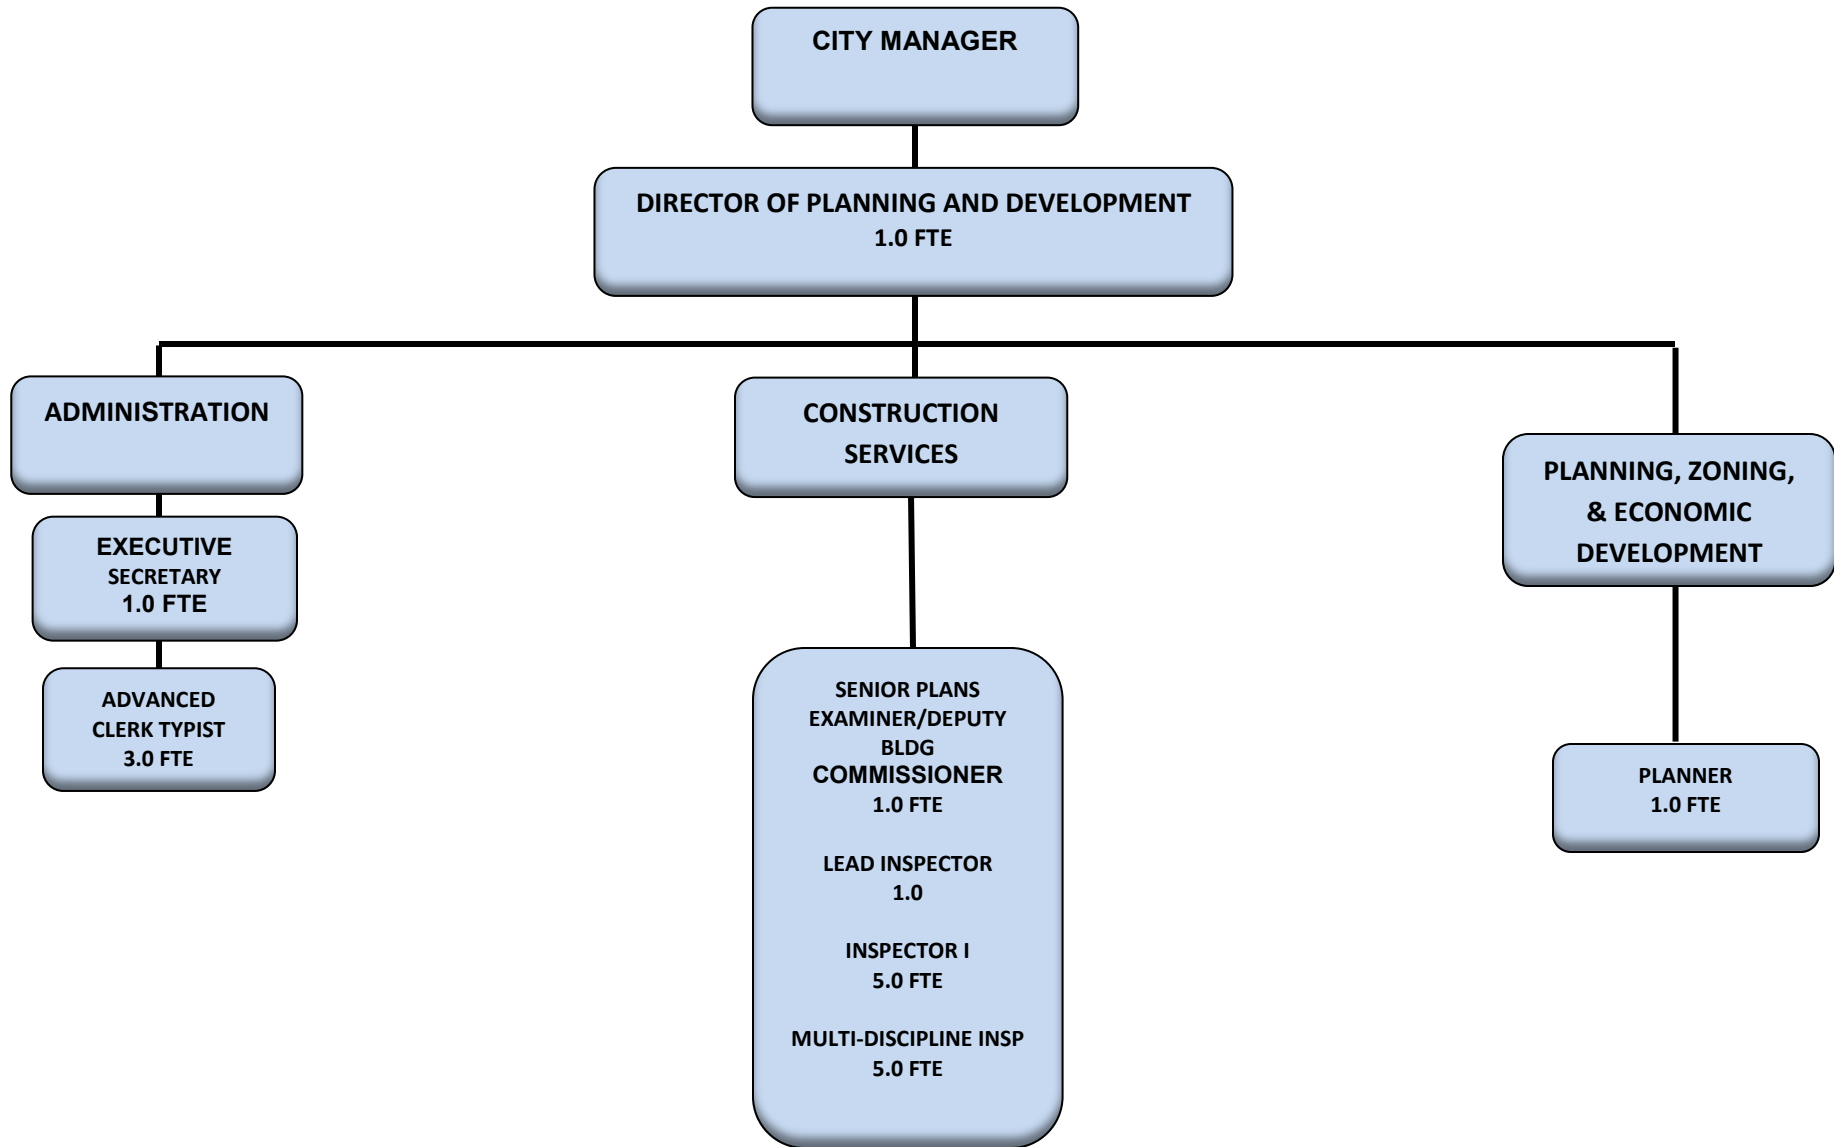 CITY MANAGER
DIRECTOR OF PLANNING AND DEVELOPMENT
1.0 FTE
ADMINISTRATION
EXECUTIVE
SECRETARY
1.0 FTE
ADVANCED
CLERK TYPIST
3.0 FTE
CONSTRUCTION
SERVICES
SENIOR PLANS
EXAMINER/DEPUTY
BLDG
COMMISSIONER
1.0 FTE
LEAD INSPECTOR
1.0
INSPECTOR I
5.0 FTE
MULTI-DISCIPLINE INSP
5.0 FTE
PLANNING, ZONING,
& ECONOMIC
DEVELOPMENT
PLANNER
1.0 FTE